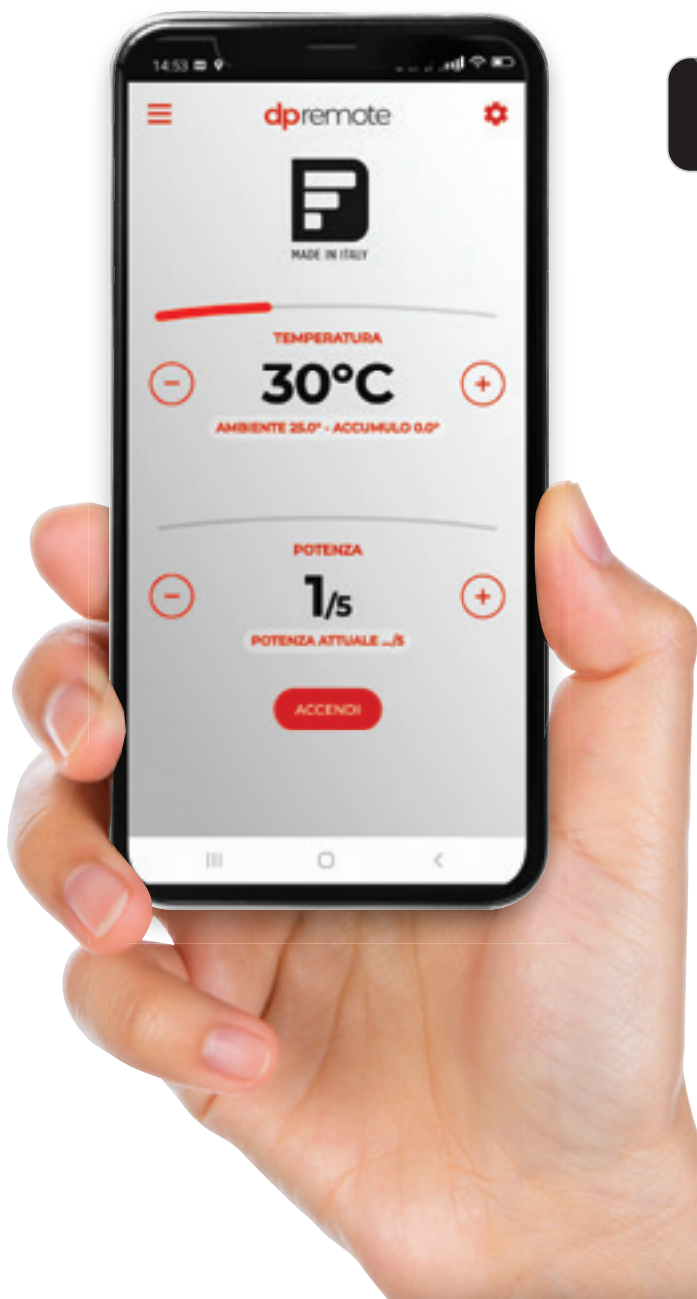 14:53
dpremote
MADE IN ITALY
TEMPERATURA
30°C
AMBIENTE 25.0° - ACCUMULO 0.0°
POTENZA
1/5
POTENZA ATTUALE .../5
ACCENDI